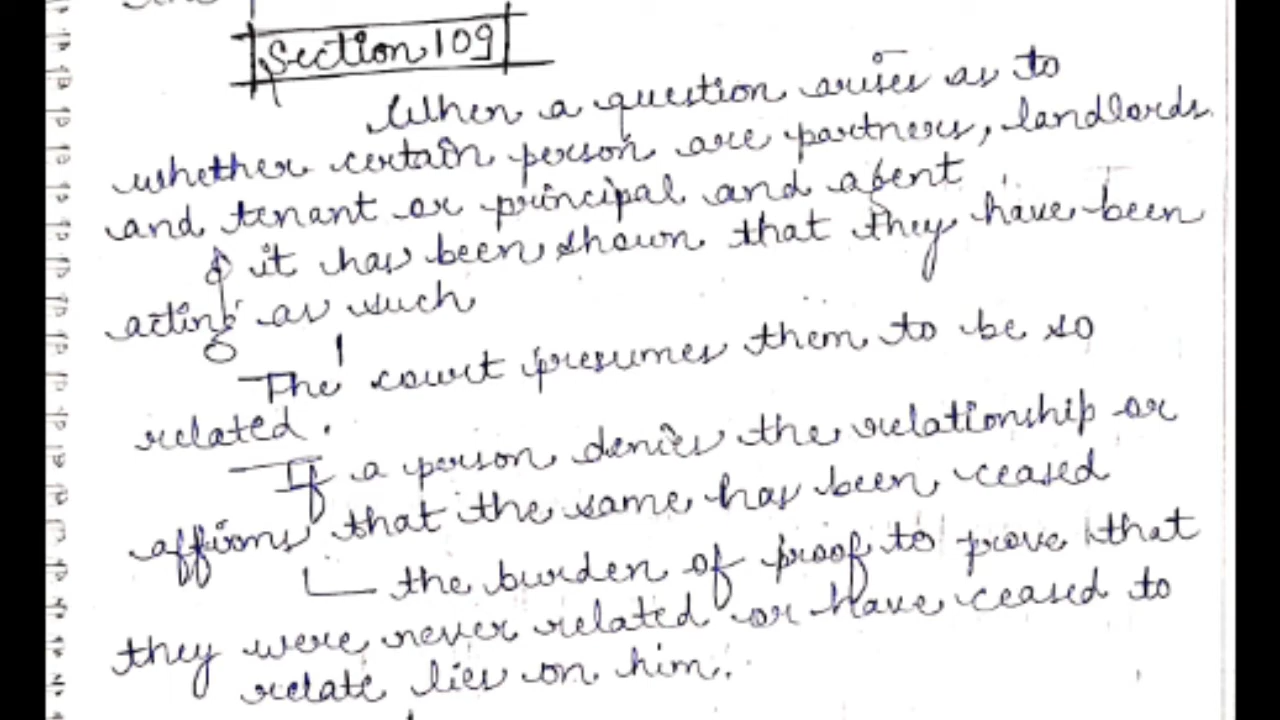 Section 109
When a question arises as to
whether certain person are partners, landlords
and tenant or principal and agent
& it has been shown that they have been
acting as such
The court presumes them to be so
related.
If a person denies the relationship or
affirms that the same has been ceased
the burden of proof to prove that
they were never related or have ceased to
relate lies on him.